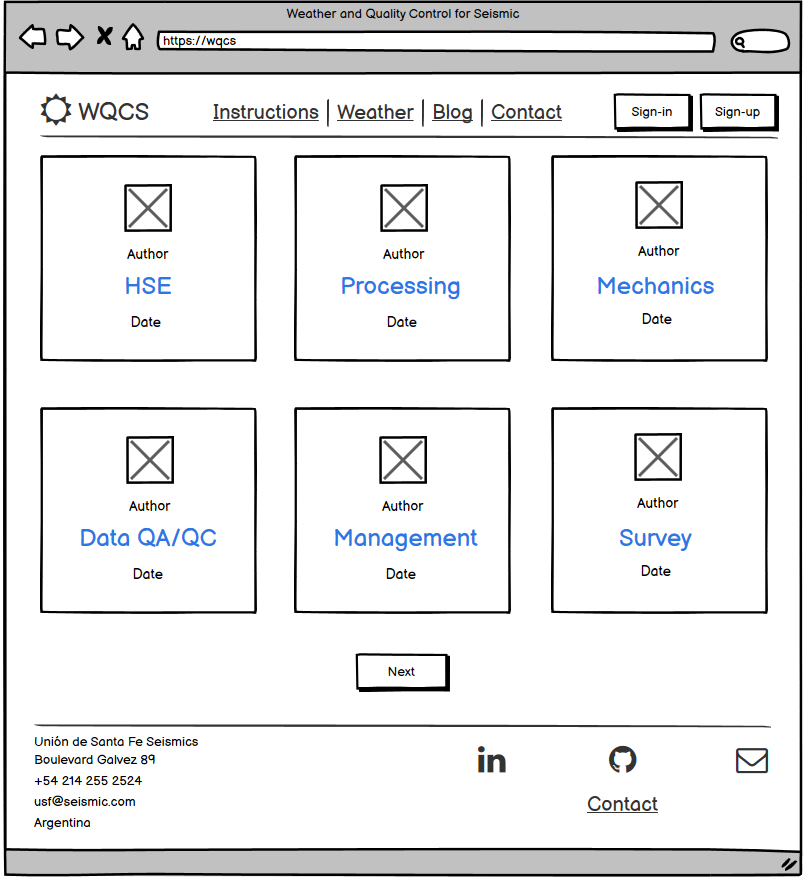 Weather and Quality Control for Seismic
https://wqcs
WQCS
Instructions | Weather | Blog | Contact
Sign-in
Sign-up
Author
HSE
Date
Author
Processing
Date
Author
Mechanics
Date
Author
Data QA/QC
Date
Author
Management
Date
Author
Survey
Date
Next
Unión de Santa Fe Seismics
Boulevard Galvez 89
+54 214 255 2524
usf@seismic.com
Argentina
in
Contact